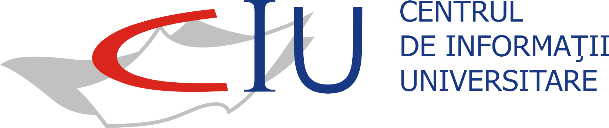 CIU
CENTRUL
DE INFORMAŢII
UNIVERSITARE